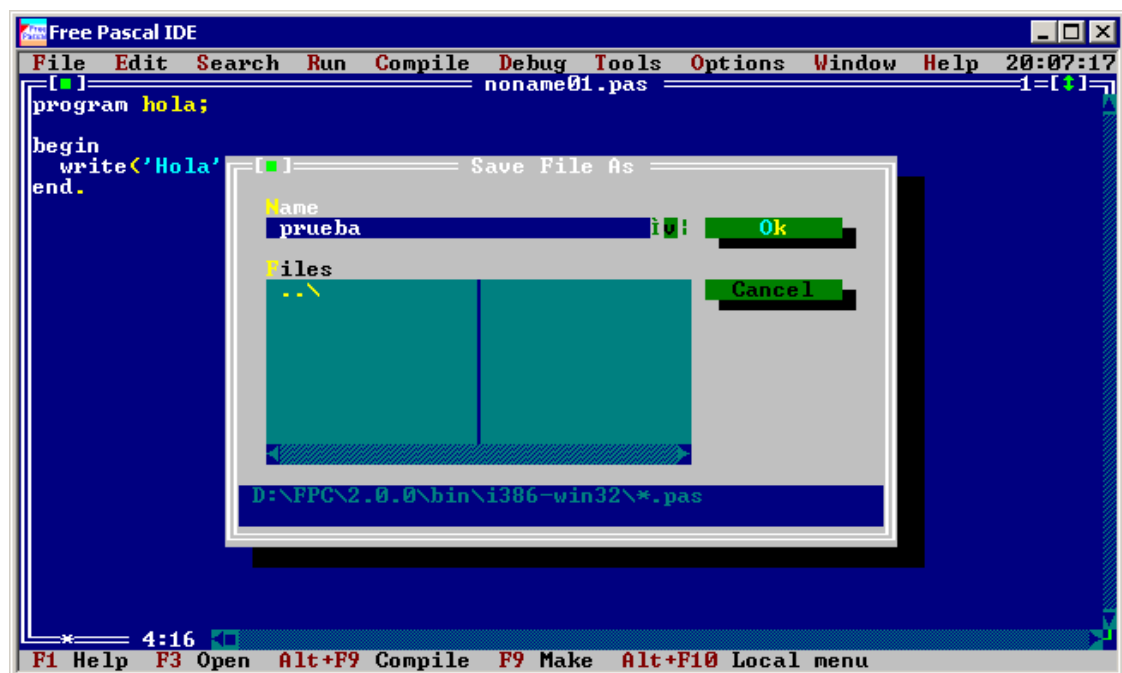 Free Pascal IDE
File Edit Search Run Compile Debug Tools Options Window Help 20:07:17
noname01.pas 1
program hola;
begin
write('Hola'
end.
Save File As
Name
prueba
Ok
Files
..\
Cancel
D:\FPC\2.0.0\bin\i386-win32\*.pas
* 4:16
F1 Help F3 Open Alt+F9 Compile F9 Make Alt+F10 Local menu